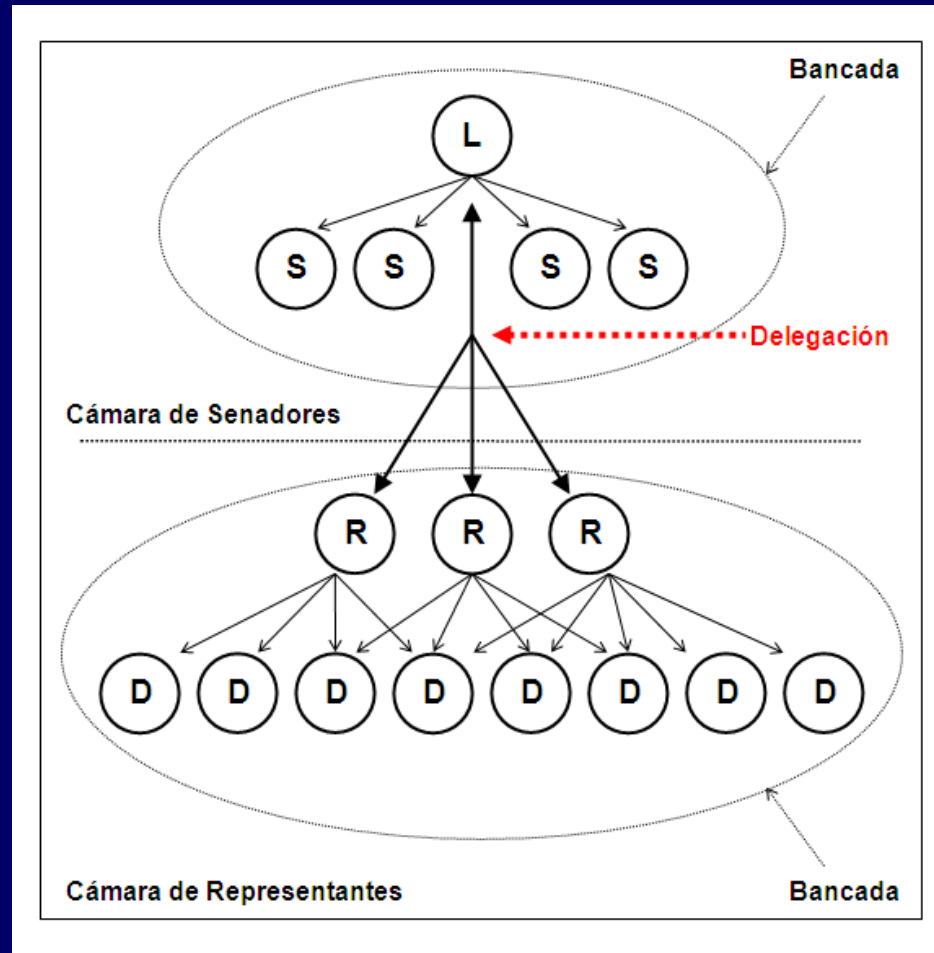 Bancada
L
S S S S
Delegación
Cámara de Senadores
R R R
D D D D D D D D
Cámara de Representantes
Bancada